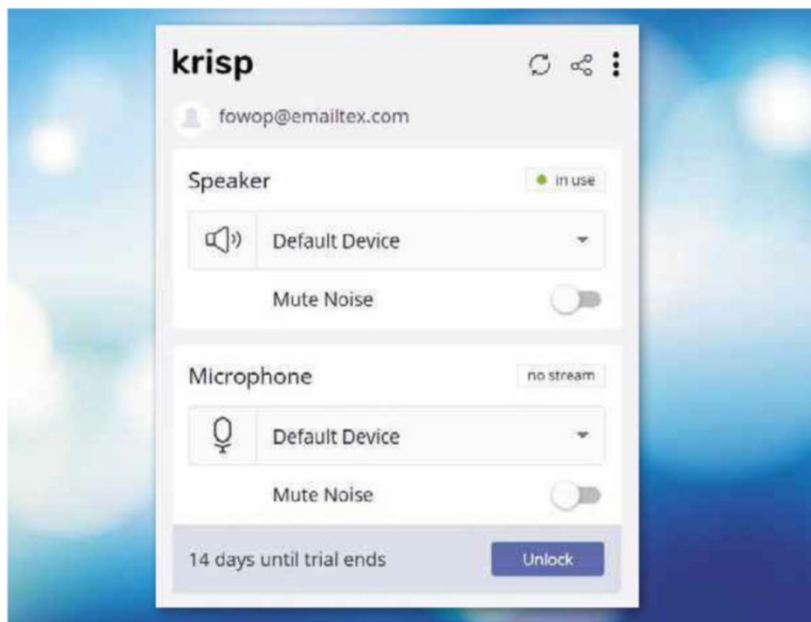 krisp
fowop@emailtex.com
Speaker
in use
Default Device
Mute Noise
Microphone
no stream
Default Device
Mute Noise
14 days until trial ends
Unlock